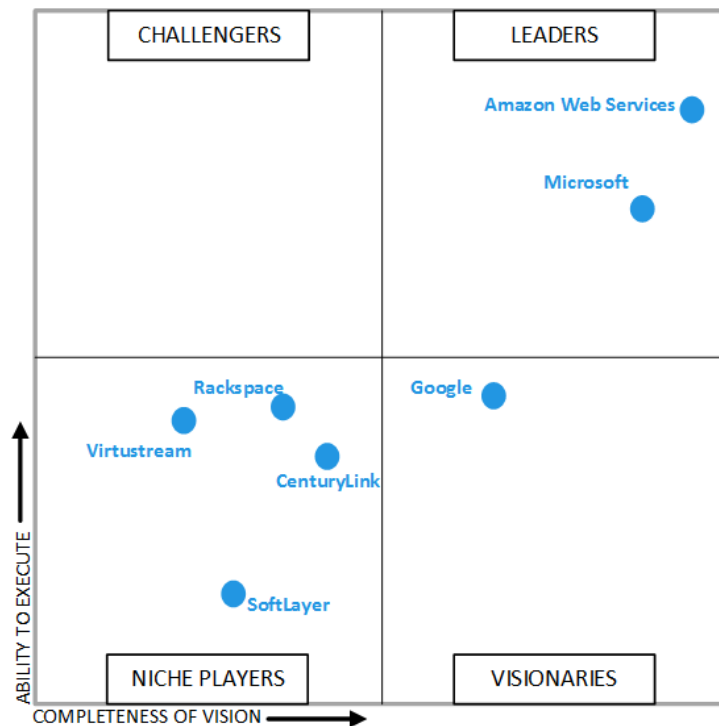 CHALLENGERS
LEADERS
Amazon Web Services
Microsoft
Rackspace
Google
Virtustream
CenturyLink
SoftLayer
ABILITY TO EXECUTE
NICHE PLAYERS
VISIONARIES
COMPLETENESS OF VISION